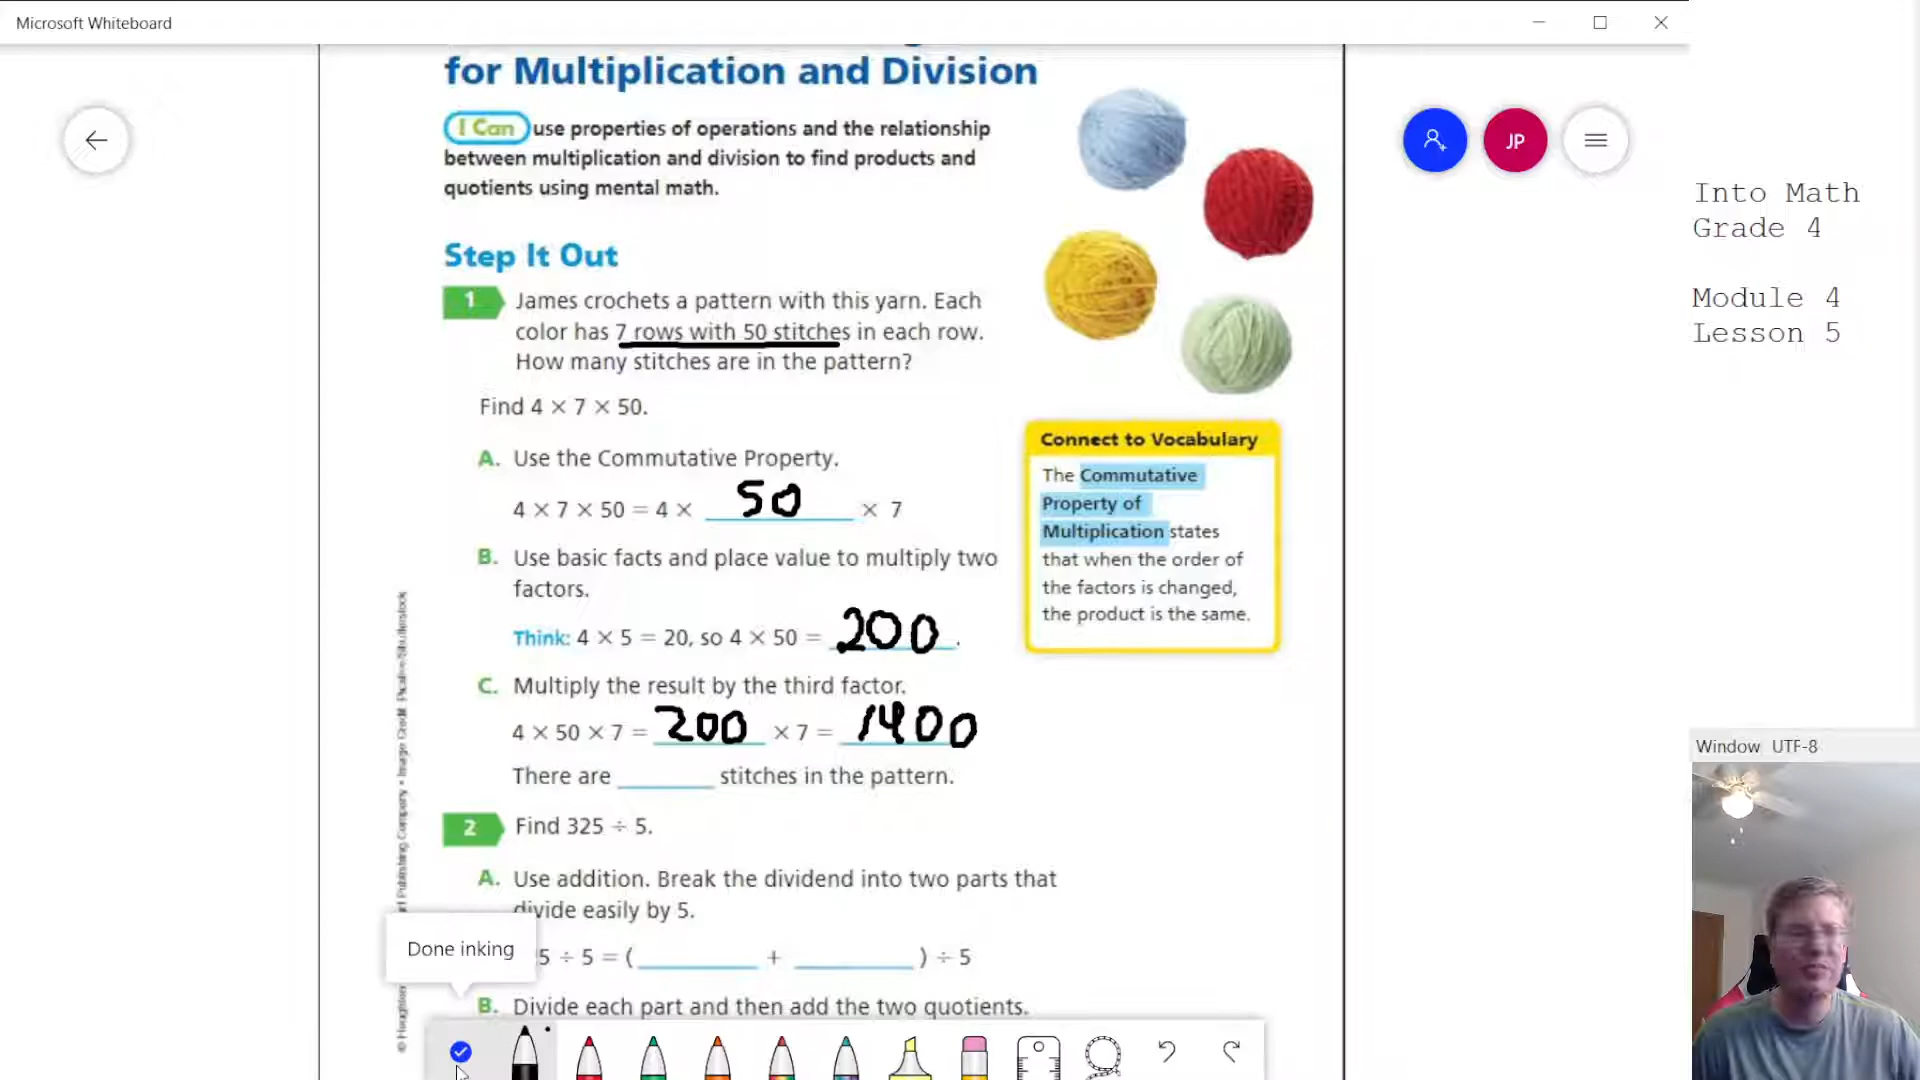 Microsoft Whiteboard
for Multiplication and Division
I Can use properties of operations and the relationship
between multiplication and division to find products and
quotients using mental math.
JP
Into Math
Grade 4
Module 4
Lesson 5
Step It Out
1 James crochets a pattern with this yarn. Each
color has 7 rows with 50 stitches in each row.
How many stitches are in the pattern?
Find 4 × 7 × 50.
A. Use the Commutative Property.
4 × 7 × 50 = 4 × 50 × 7
B. Use basic facts and place value to multiply two
factors.
Think: 4 × 5 = 20, so 4 × 50 = 200.
C. Multiply the result by the third factor.
4 × 50 × 7 = 200 × 7 = 1400
There are ______ stitches in the pattern.
Connect to Vocabulary
The Commutative
Property of
Multiplication states
that when the order of
the factors is changed,
the product is the same.
2 Find 325 ÷ 5.
A. Use addition. Break the dividend into two parts that
divide easily by 5.
5 ÷ 5 = ( ______ + ______ ) ÷ 5
B. Divide each part and then add the two quotients.
Done inking
Publishing Company • Image Credit:
Window UTF-8